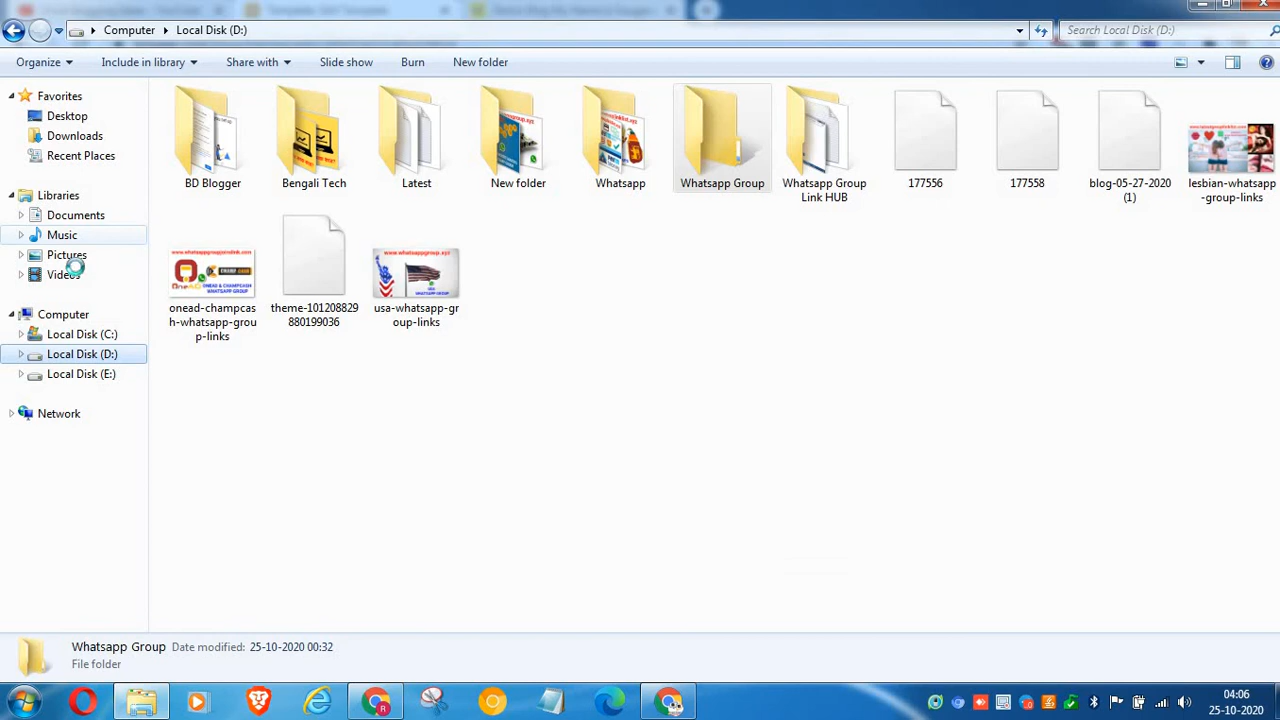 Computer
Local Disk (D:)
Search Local Disk (D:)
Organize
Include in library
Share with
Slide show
Burn
New folder
Favorites
Desktop
Downloads
Recent Places
Libraries
Documents
Music
Pictures
Videos
Computer
Local Disk (C:)
Local Disk (D:)
Local Disk (E:)
Network
BD Blogger
Bengali Tech
Latest
New folder
Whatsapp
Whatsapp Group
Whatsapp Group
Link HUB
177556
177558
blog-05-27-2020
(1)
lesbian-whatsapp
-group-links
onead-champcas
h-whatsapp-grou
p-links
theme-101208829
880199036
www.whatsappgroup.xyz
usa-whatsapp-gr
oup-links
Whatsapp Group
Date modified: 25-10-2020 00:32
File folder
04:06
25-10-2020